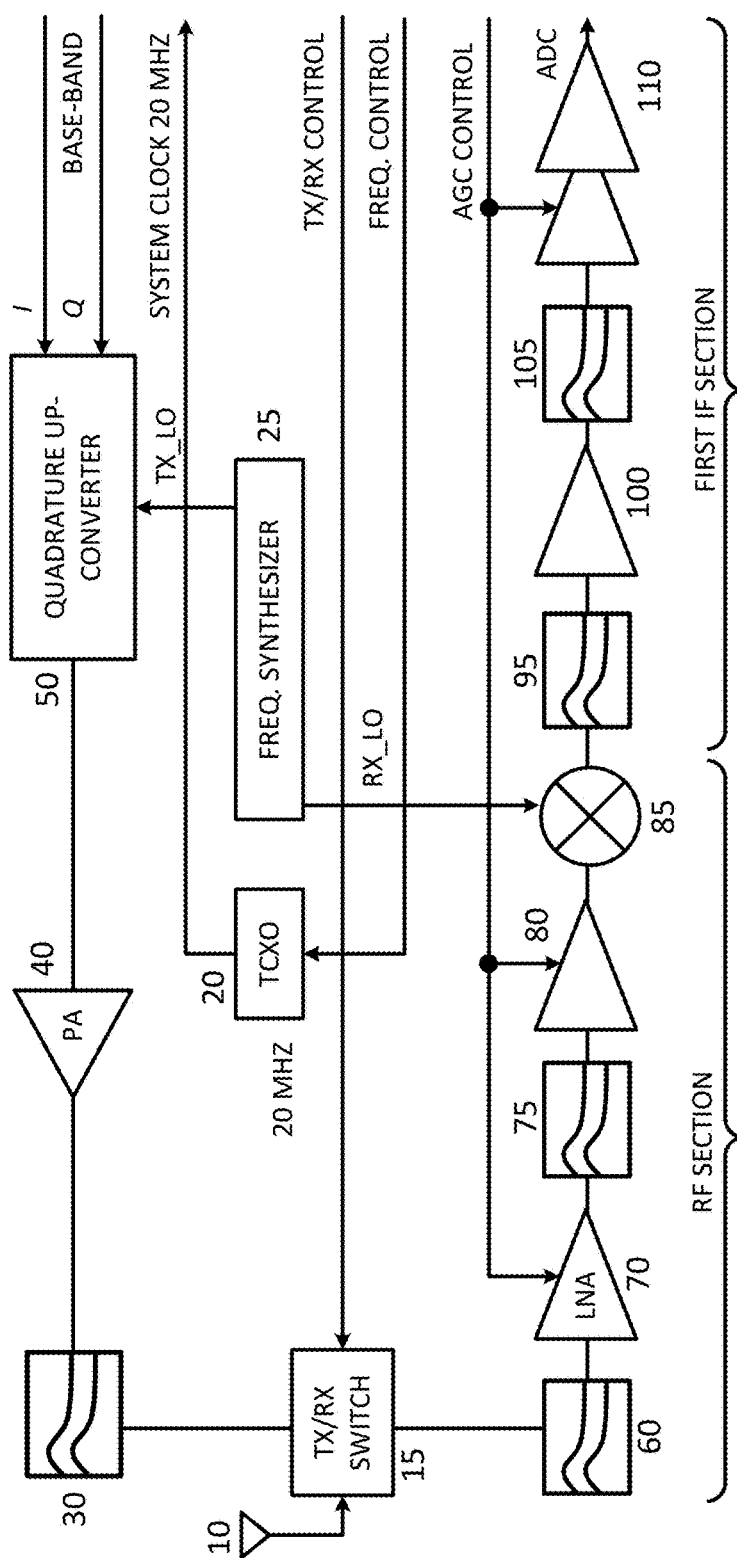 I
Q
BASE-BAND
QUADRATURE UP-
CONVERTER
50
40
PA
30
SYSTEM CLOCK 20 MHZ
TX_LO
25
FREQ. SYNTHESIZER
20
TCXO
20 MHZ
TX/RX CONTROL
FREQ. CONTROL
RX_LO
TX/RX
SWITCH
15
10
AGC CONTROL
60
LNA
70
75
80
85
95
100
105
ADC
110
RF SECTION
FIRST IF SECTION